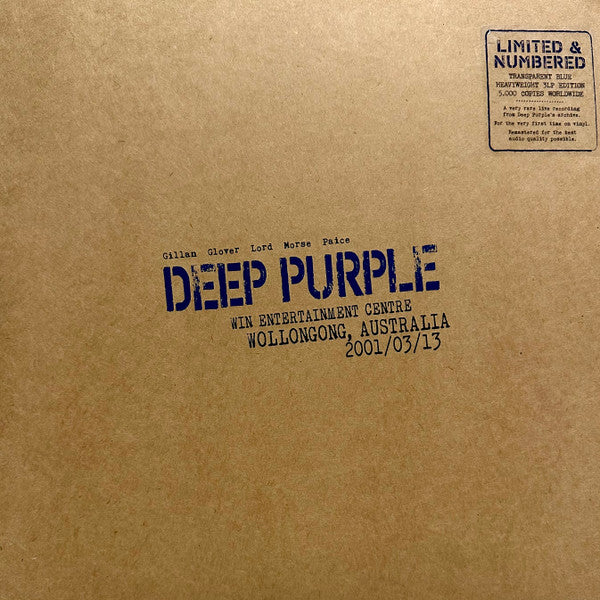 LIMITED &
NUMBERED
TRANSPARENT BLUE
HEAVYWEIGHT 3LP EDITION
5.000 COPIES WORLDWIDE
A very rare live recording
from Deep Purple's archive.
For the very first time on vinyl.
Remastered for the best
audio quality possible.
Gillan Glover Lord Morse Paice
DEEP PURPLE
WIN ENTERTAINMENT CENTRE
WOLLONGONG, AUSTRALIA
2001/03/13